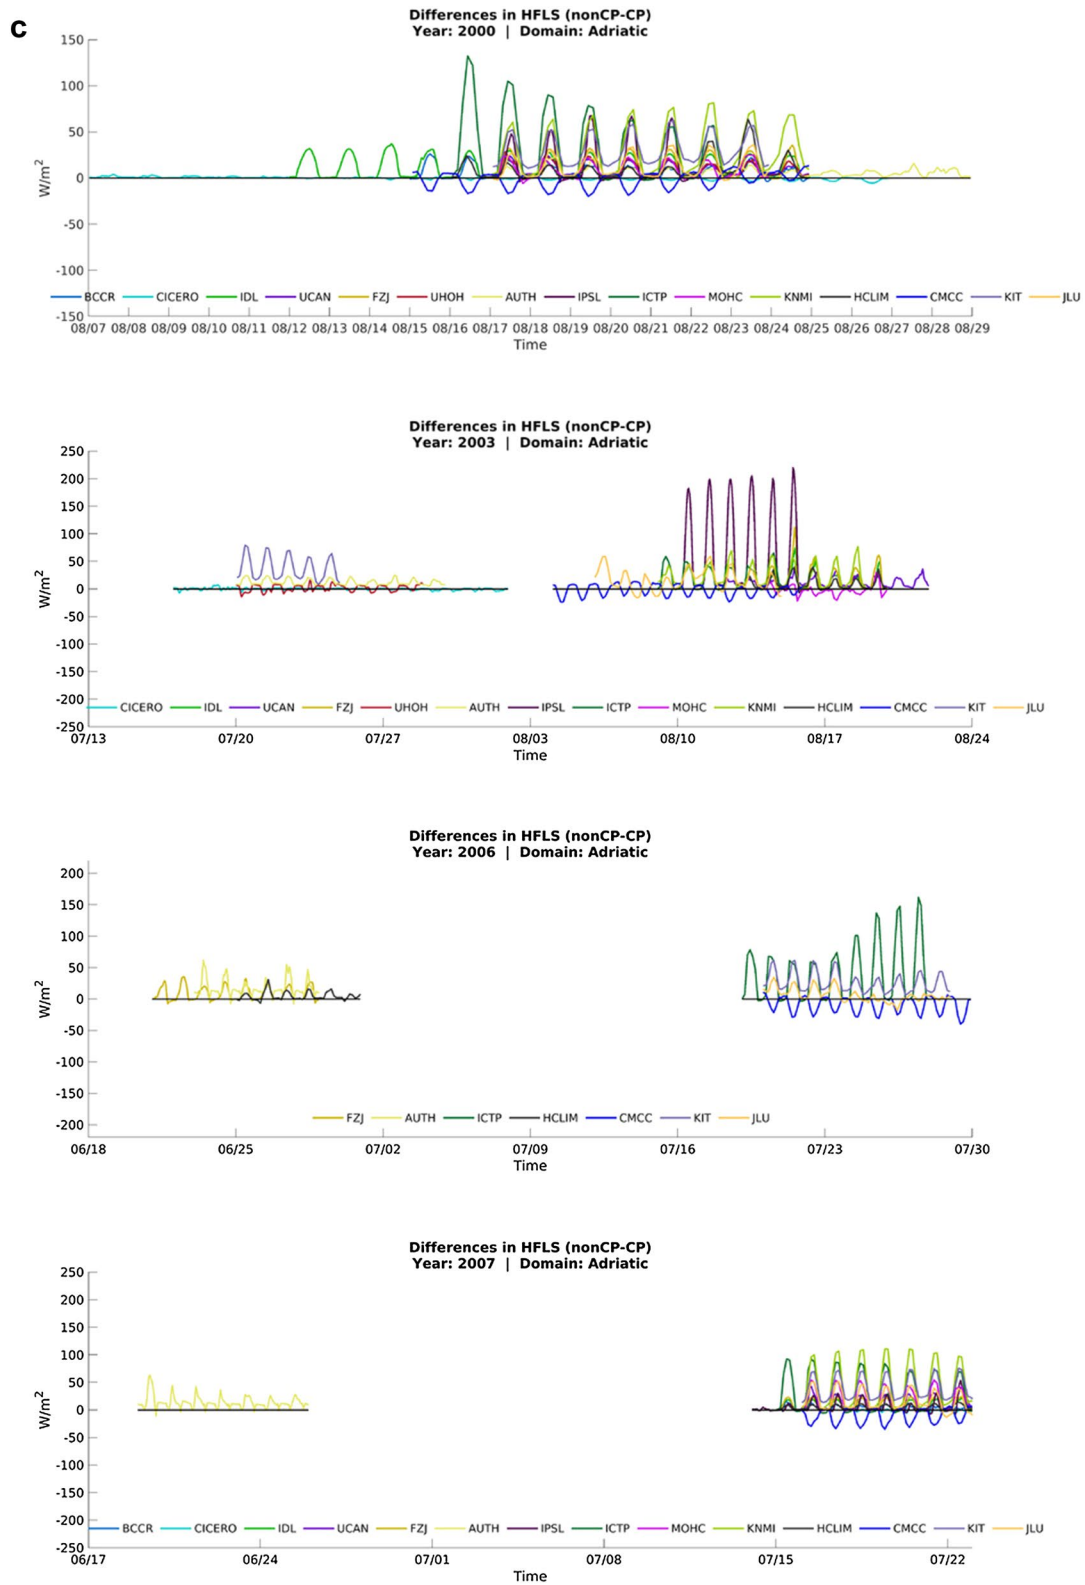 c
Differences in HFLS (nonCP-CP)
Year: 2000 | Domain: Adriatic
150
100
50
0
-50
-100
-150
W/m2
BCCR CICERO IDL UCAN FZJ UHOH AUTH IPSL ICTP MOHC KNMI HCLIM CMCC KIT JLU
08/07 08/08 08/09 08/10 08/11 08/12 08/13 08/14 08/15 08/16 08/17 08/18 08/19 08/20 08/21 08/22 08/23 08/24 08/25 08/26 08/27 08/28 08/29
Time
Differences in HFLS (nonCP-CP)
Year: 2003 | Domain: Adriatic
250
200
150
100
50
0
-50
-100
-150
-200
-250
W/m2
CICERO IDL UCAN FZJ UHOH AUTH IPSL ICTP MOHC KNMI HCLIM CMCC KIT JLU
07/13 07/20 07/27 08/03 08/10 08/17 08/24
Time
Differences in HFLS (nonCP-CP)
Year: 2006 | Domain: Adriatic
200
150
100
50
0
-50
-100
-150
-200
W/m2
FZJ AUTH ICTP HCLIM CMCC KIT JLU
06/18 06/25 07/02 07/09 07/16 07/23 07/30
Time
Differences in HFLS (nonCP-CP)
Year: 2007 | Domain: Adriatic
250
200
150
100
50
0
-50
-100
-150
-200
-250
W/m2
BCCR CICERO IDL UCAN FZJ AUTH IPSL ICTP MOHC KNMI HCLIM CMCC KIT JLU
06/17 06/24 07/01 07/08 07/15 07/22
Time